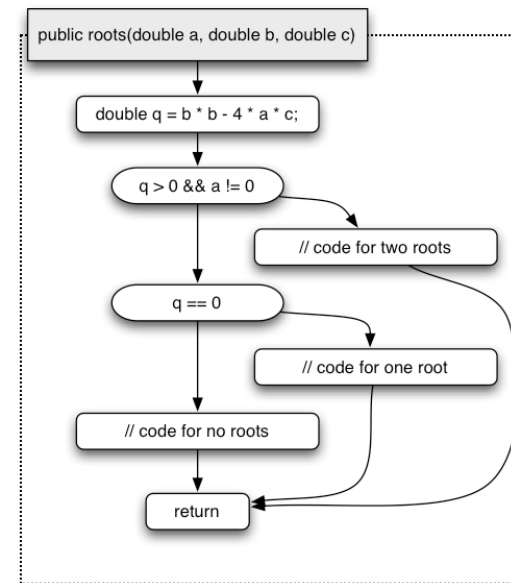 public roots(double a, double b, double c)
double q = b * b - 4 * a * c;
q > 0 && a != 0
// code for two roots
q == 0
// code for one root
// code for no roots
return